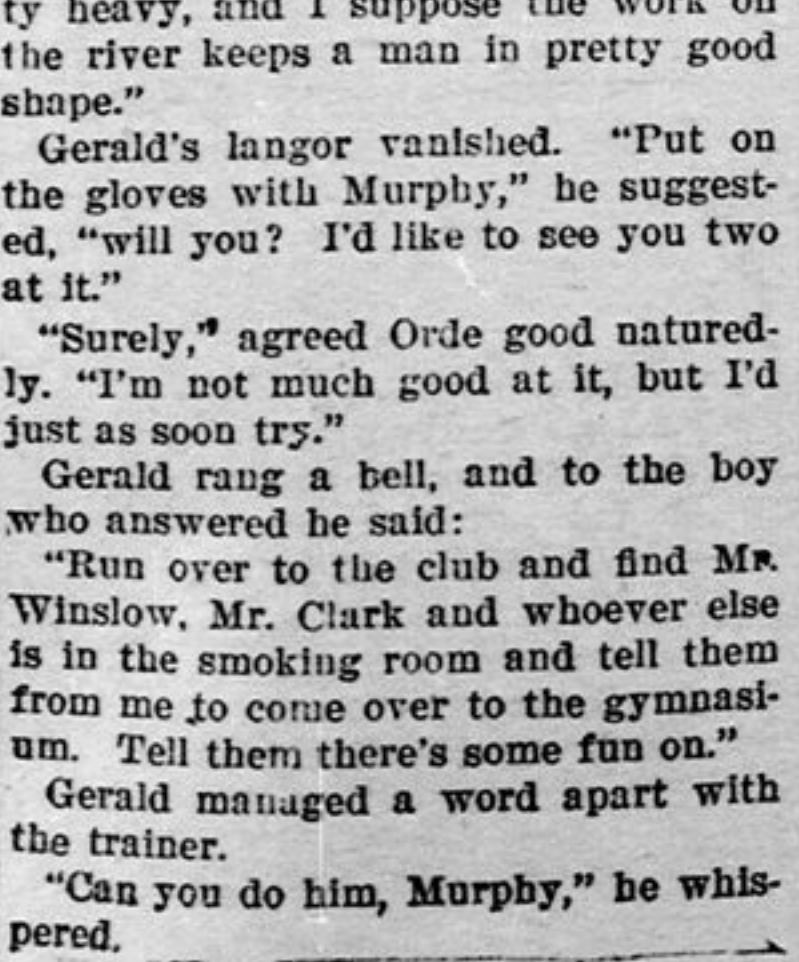 ty heavy, and I suppose the work on
the river keeps a man in pretty good
shape."
Gerald's langor vanished. "Put on
the gloves with Murphy," he suggest-
ed, "will you? I'd like to see you two
at it."
"Surely," agreed Orde good natured-
ly. "I'm not much good at it, but I'd
just as soon try."
Gerald rang a bell, and to the boy
who answered he said:
"Run over to the club and find Mr.
Winslow, Mr. Clark and whoever else
is in the smoking room and tell them
from me to come over to the gymnasi-
um. Tell them there's some fun on."
Gerald managed a word apart with
the trainer.
"Can you do him, Murphy," he whis-
pered.